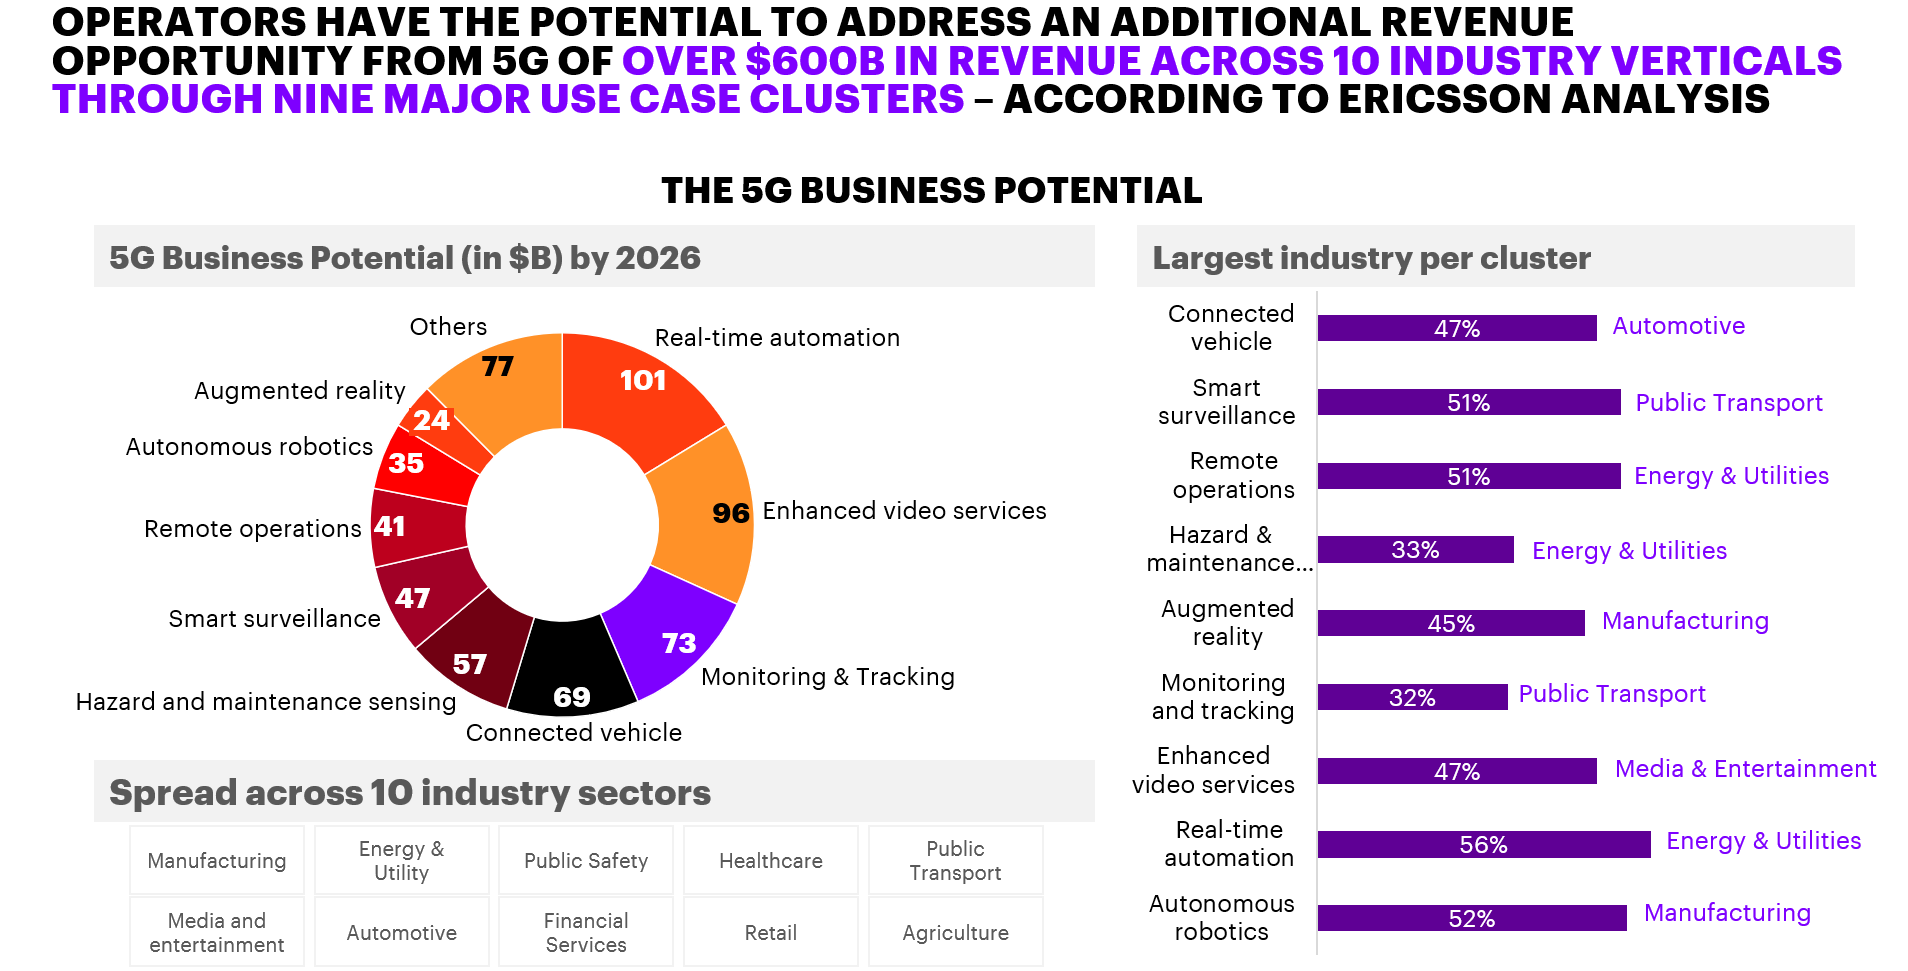 OPERATORS HAVE THE POTENTIAL TO ADDRESS AN ADDITIONAL REVENUE
OPPORTUNITY FROM 5G OF OVER $600B IN REVENUE ACROSS 10 INDUSTRY VERTICALS
THROUGH NINE MAJOR USE CASE CLUSTERS – ACCORDING TO ERICSSON ANALYSIS
THE 5G BUSINESS POTENTIAL
5G Business Potential (in $B) by 2026
Others
77
Real-time automation
101
Augmented reality
24
Autonomous robotics
35
Enhanced video services
96
Remote operations
41
Smart surveillance
47
Monitoring & Tracking
73
Hazard and maintenance sensing
57
Connected vehicle
69
Spread across 10 industry sectors
Manufacturing
Energy &
Utility
Public Safety
Healthcare
Public
Transport
Media and
entertainment
Automotive
Financial
Services
Retail
Agriculture
Largest industry per cluster
Connected
vehicle
47%
Automotive
Smart
surveillance
51%
Public Transport
Remote
operations
51%
Energy & Utilities
Hazard &
maintenance...
33%
Energy & Utilities
Augmented
reality
45%
Manufacturing
Monitoring
and tracking
32%
Public Transport
Enhanced
video services
47%
Media & Entertainment
Real-time
automation
56%
Energy & Utilities
Autonomous
robotics
52%
Manufacturing